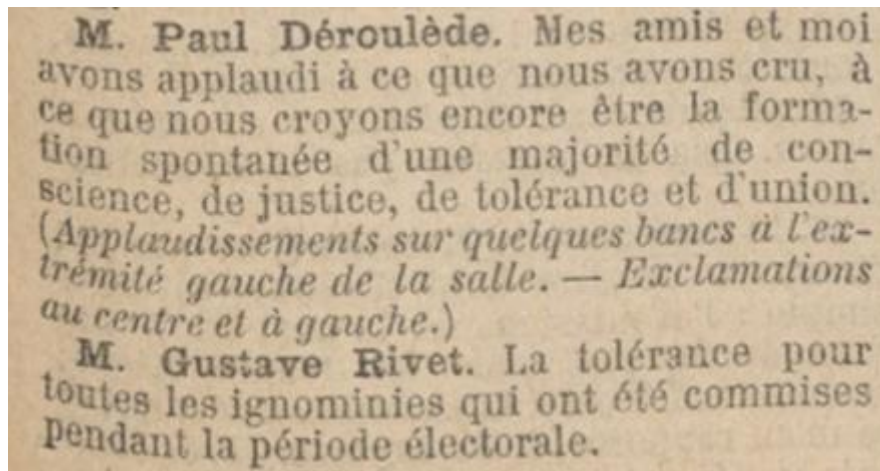 M. Paul Déroulède. Mes amis et moi
avons applaudi à ce que nous avons cru, à
ce que nous croyons encore être la forma-
tion spontanée d'une majorité de con-
science, de justice, de tolérance et d'union.
(Applaudissements sur quelques bancs à l'ex-
trémité gauche de la salle. — Exclamations
au centre et à gauche.)
M. Gustave Rivet. La tolérance pour
toutes les ignominies qui ont été commises
pendant la période électorale.